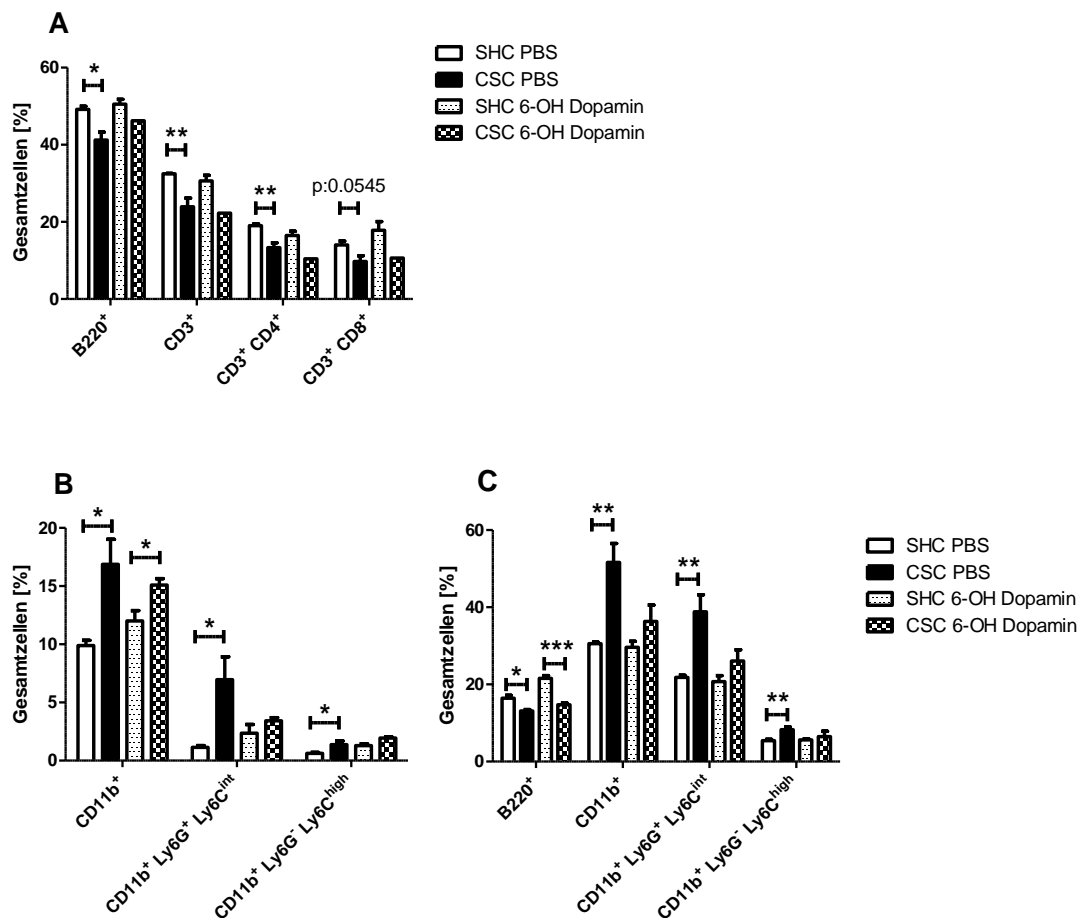 A
SHC PBS
CSC PBS
SHC 6-OH Dopamin
CSC 6-OH Dopamin
Gesamtzellen [%]
60
40
20
0
*
**
**
p:0.0545
B220⁺
CD3⁺
CD3⁺ CD4⁺
CD3⁺ CD8⁺
B
Gesamtzellen [%]
20
15
10
5
0
*
*
*
*
CD11b⁺
CD11b⁺ Ly6G⁺ Ly6Cⁱⁿᵗ
CD11b⁺ Ly6G⁻ Ly6Cʰⁱᵍʰ
C
Gesamtzellen [%]
60
40
20
0
*
***
**
**
**
B220⁺
CD11b⁺
CD11b⁺ Ly6G⁺ Ly6Cⁱⁿᵗ
CD11b⁺ Ly6G⁻ Ly6Cʰⁱᵍʰ
SHC PBS
CSC PBS
SHC 6-OH Dopamin
CSC 6-OH Dopamin